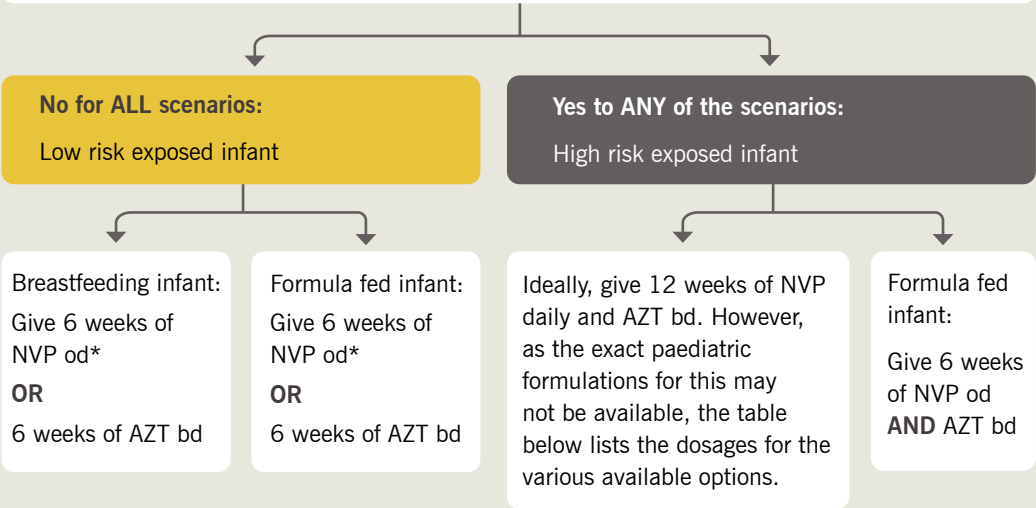 No for ALL scenarios:
Low risk exposed infant
Yes to ANY of the scenarios:
High risk exposed infant
Breastfeeding infant:
Give 6 weeks of
NVP od*
OR
6 weeks of AZT bd
Formula fed infant:
Give 6 weeks of
NVP od*
OR
6 weeks of AZT bd
Ideally, give 12 weeks of NVP
daily and AZT bd. However,
as the exact paediatric
formulations for this may
not be available, the table
below lists the dosages for the
various available options.
Formula fed
infant:
Give 6 weeks
of NVP od
AND AZT bd